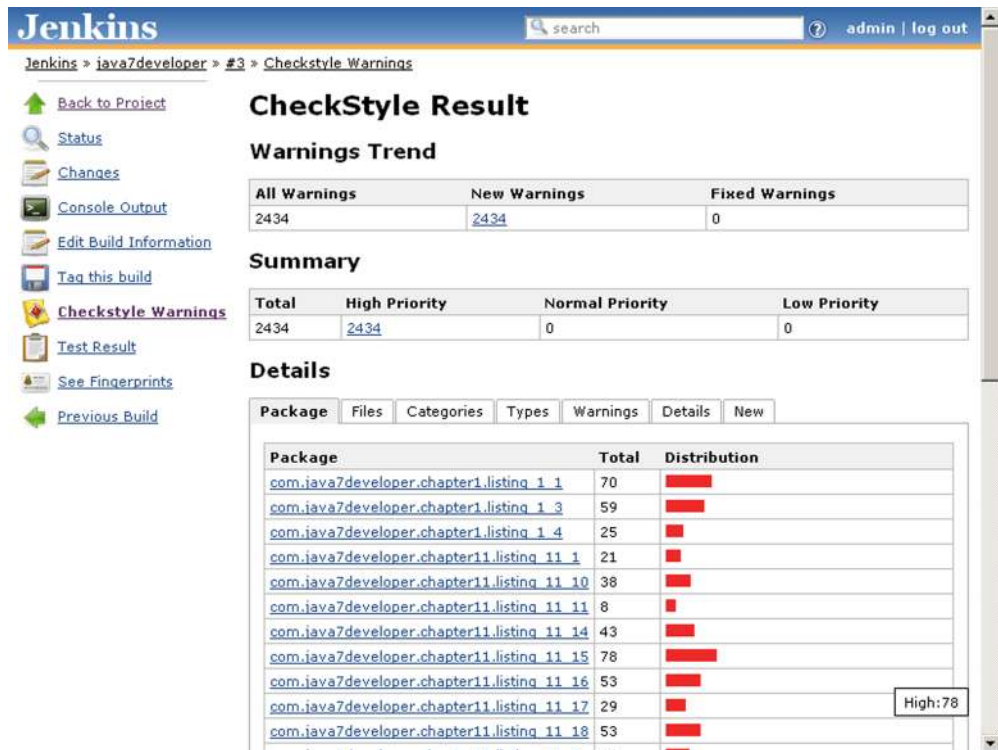 Jenkins
search
admin | log out
Jenkins » java7developer » #3 » Checkstyle Warnings
Back to Project
Status
Changes
Console Output
Edit Build Information
Tag this build
Checkstyle Warnings
Test Result
See Fingerprints
Previous Build
CheckStyle Result
Warnings Trend
All Warnings New Warnings Fixed Warnings
2434 2434 0
Summary
Total High Priority Normal Priority Low Priority
2434 2434 0 0
Details
Package Files Categories Types Warnings Details New
Package Total Distribution
com.java7developer.chapter1.listing_1_1 70
com.java7developer.chapter1.listing_1_3 59
com.java7developer.chapter1.listing_1_4 25
com.java7developer.chapter11.listing_11_1 21
com.java7developer.chapter11.listing_11_10 38
com.java7developer.chapter11.listing_11_11 8
com.java7developer.chapter11.listing_11_14 43
com.java7developer.chapter11.listing_11_15 78
com.java7developer.chapter11.listing_11_16 53
com.java7developer.chapter11.listing_11_17 29
High:78
com.java7developer.chapter11.listing_11_18 53